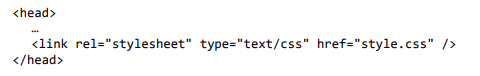 <head>
…
<link rel="stylesheet" type="text/css" href="style.css" />
</head>